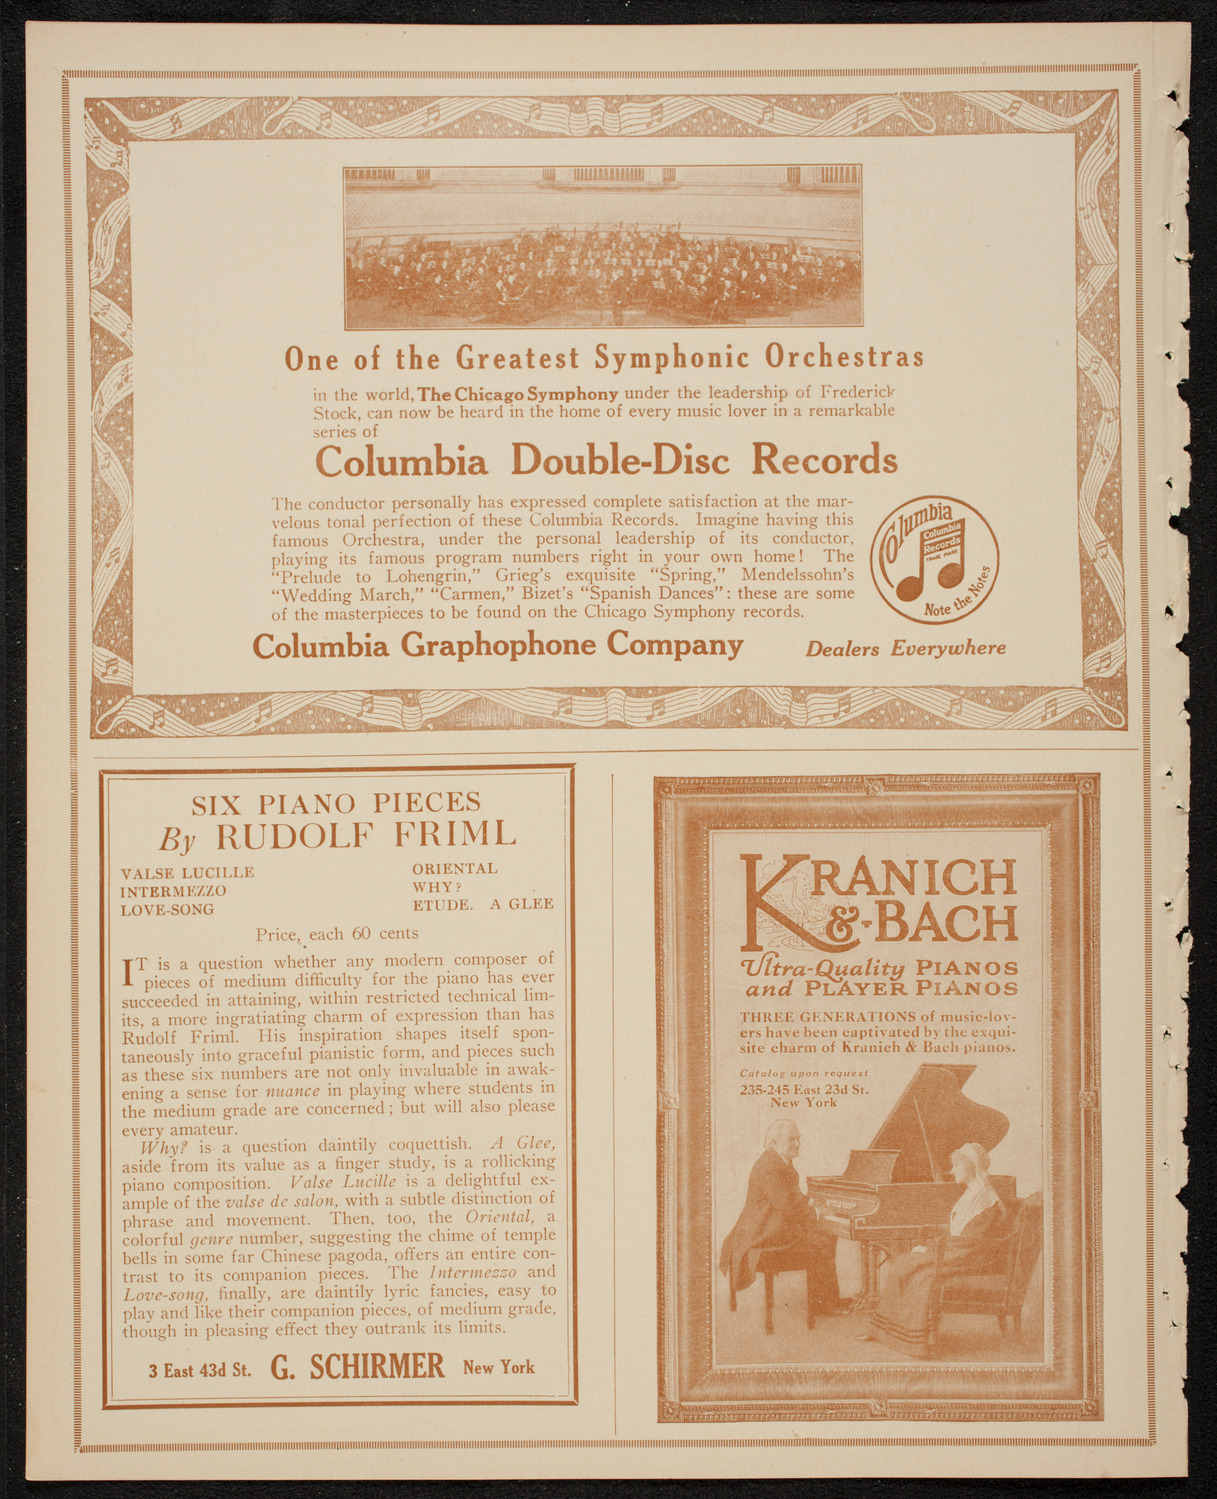 One of the Greatest Symphonic Orchestras
in the world, The Chicago Symphony under the leadership of Frederick
Stock, can now be heard in the home of every music lover in a remarkable
series of
Columbia Double-Disc Records
The conductor personally has expressed complete satisfaction at the mar-
velous tonal perfection of these Columbia Records. Imagine having this
famous Orchestra, under the personal leadership of its conductor,
playing its famous program numbers right in your own home! The
“Prelude to Lohengrin,” Grieg’s exquisite “Spring,” Mendelssohn’s
“Wedding March,” “Carmen,” Bizet’s “Spanish Dances”: these are some
of the masterpieces to be found on the Chicago Symphony records.
Columbia
Columbia
Records
TRADE MARK
Note the Notes
Columbia Graphophone Company Dealers Everywhere
SIX PIANO PIECES
By RUDOLF FRIML
VALSE LUCILLE ORIENTAL
INTERMEZZO WHY?
LOVE-SONG ETUDE. A GLEE
Price, each 60 cents
IT is a question whether any modern composer of
pieces of medium difficulty for the piano has ever
succeeded in attaining, within restricted technical lim-
its, a more ingratiating charm of expression than has
Rudolf Friml. His inspiration shapes itself spon-
taneously into graceful pianistic form, and pieces such
as these six numbers are not only invaluable in awak-
ening a sense for nuance in playing where students in
the medium grade are concerned; but will also please
every amateur.
Why? is a question daintily coquettish. A Glee,
aside from its value as a finger study, is a rollicking
piano composition. Valse Lucille is a delightful ex-
ample of the valse de salon, with a subtle distinction of
phrase and movement. Then, too, the Oriental, a
colorful genre number, suggesting the chime of temple
bells in some far Chinese pagoda, offers an entire con-
trast to its companion pieces. The Intermezzo and
Love-song, finally, are daintily lyric fancies, easy to
play and like their companion pieces, of medium grade,
though in pleasing effect they outrank its limits.
3 East 43d St. G. SCHIRMER New York
KRANICH
&-BACH
Ultra-Quality PIANOS
and PLAYER PIANOS
THREE GENERATIONS of music-lov-
ers have been captivated by the exqui-
site charm of Kranich & Bach pianos.
Catalog upon request
235-245 East 23d St.
New York